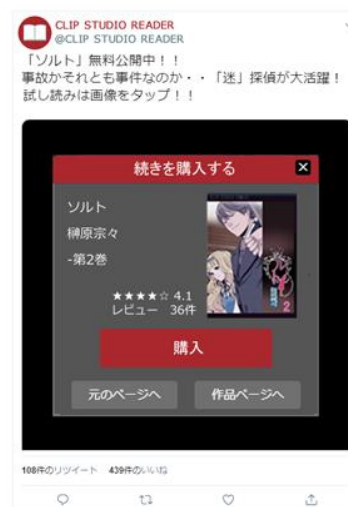 CLIP STUDIO READER
@CLIP STUDIO READER
「ソルト」無料公開中！！
事故かそれとも事件なのか・・「迷」探偵が大活躍！
試し読みは画像をタップ！！
続きを購入する
ソルト
榊原宗々
-第2巻
2
★★★★☆ 4.1
レビュー 36件
購入
元のページへ
作品ページへ
108件のリツイート 439件のいいね